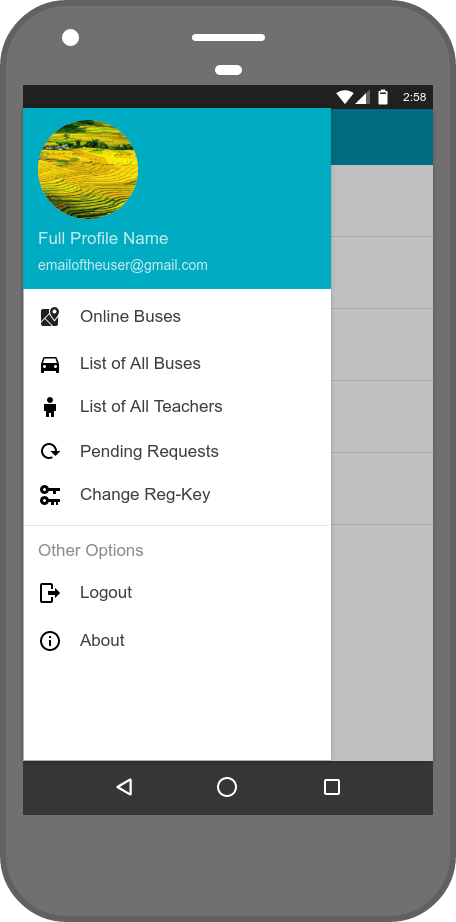 2:58
Full Profile Name
emailoftheuser@gmail.com
Online Buses
List of All Buses
List of All Teachers
Pending Requests
Change Reg-Key
Other Options
Logout
About